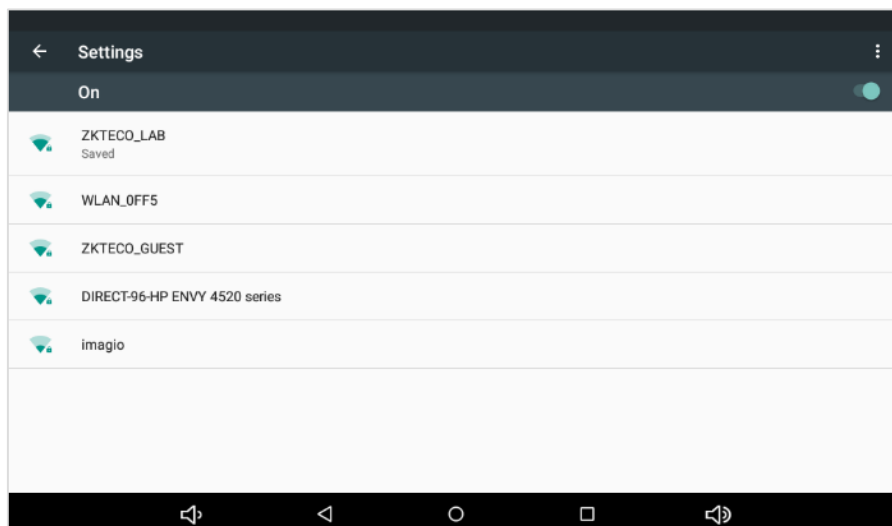 Settings
On
ZKTECO_LAB
Saved
WLAN_0FF5
ZKTECO_GUEST
DIRECT-96-HP ENVY 4520 series
imagio